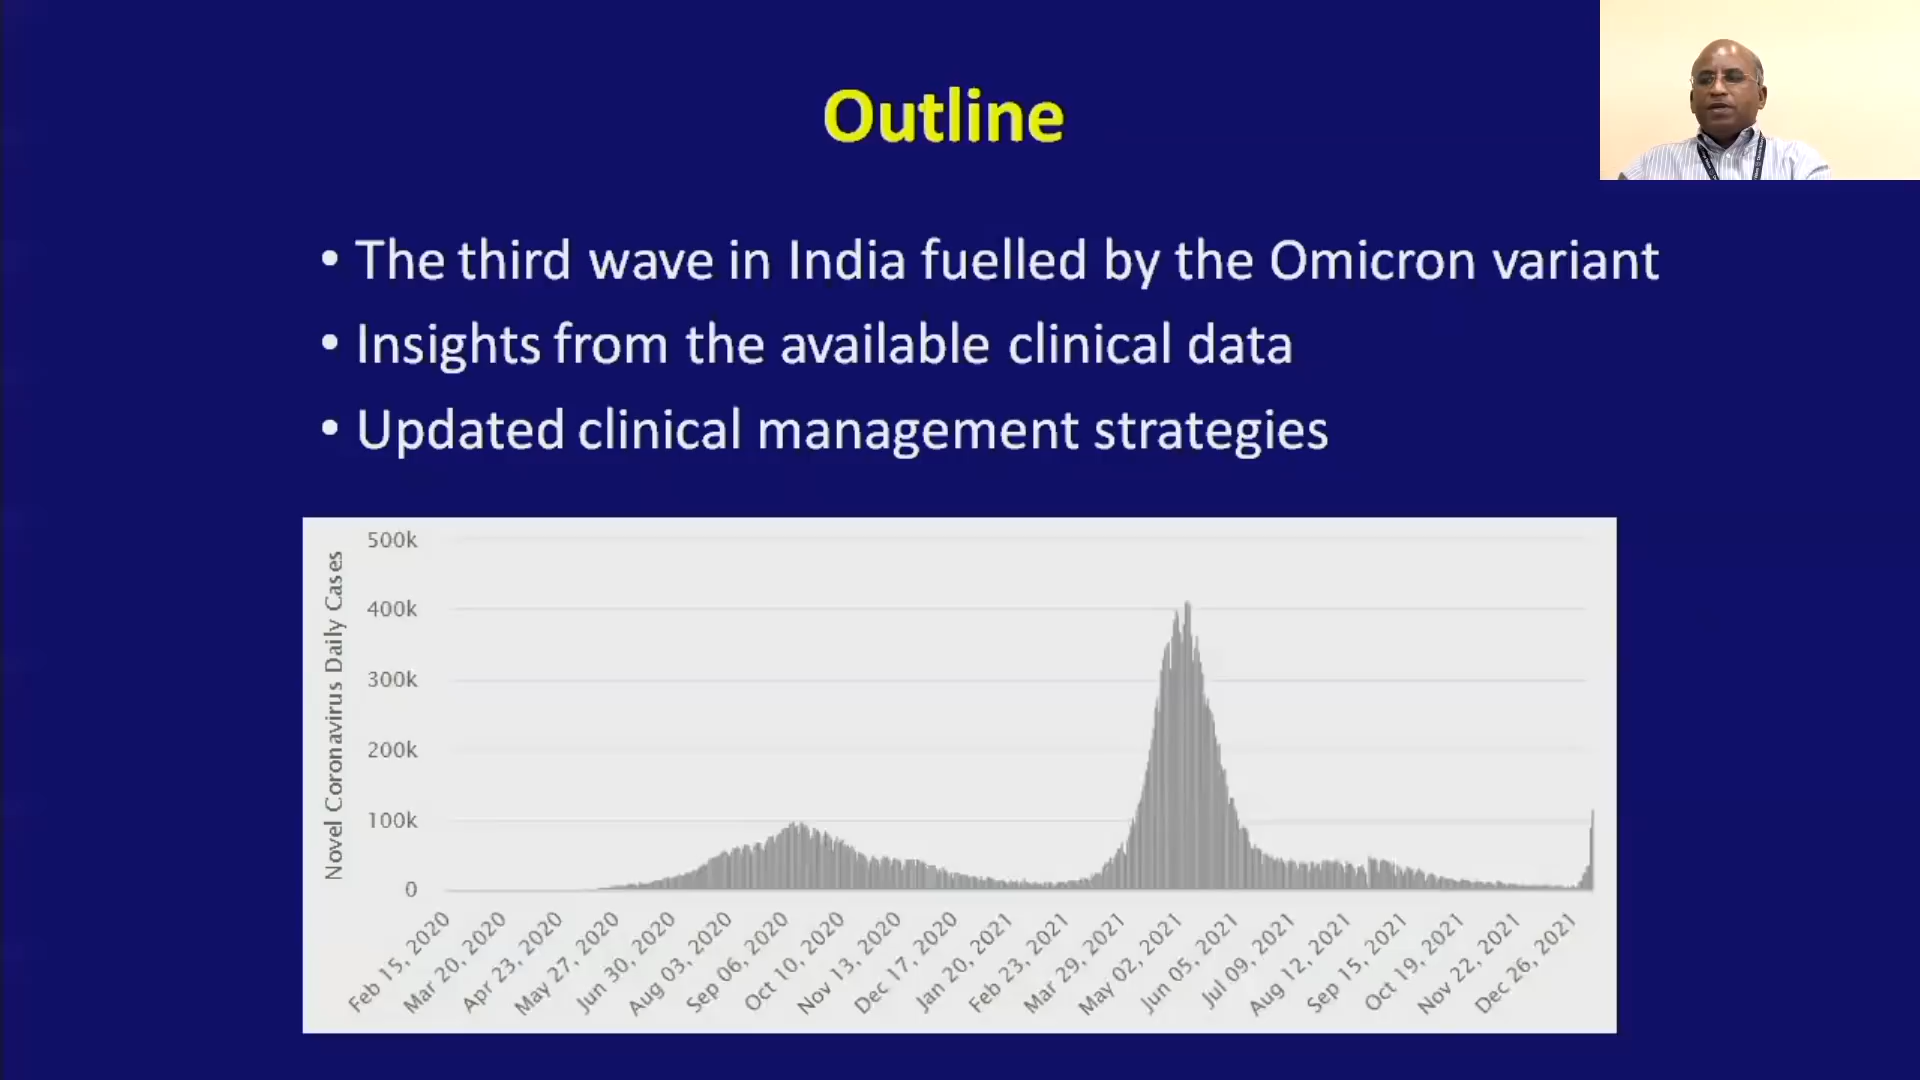 Outline
• The third wave in India fuelled by the Omicron variant
• Insights from the available clinical data
• Updated clinical management strategies
Novel Coronavirus Daily Cases
500k
400k
300k
200k
100k
0
Feb 15, 2020
Mar 20, 2020
Apr 23, 2020
May 27, 2020
Jun 30, 2020
Aug 03, 2020
Sep 06, 2020
Oct 10, 2020
Nov 13, 2020
Dec 17, 2020
Jan 20, 2021
Feb 23, 2021
Mar 29, 2021
May 02, 2021
Jun 05, 2021
Jul 09, 2021
Aug 12, 2021
Sep 15, 2021
Oct 19, 2021
Nov 22, 2021
Dec 26, 2021